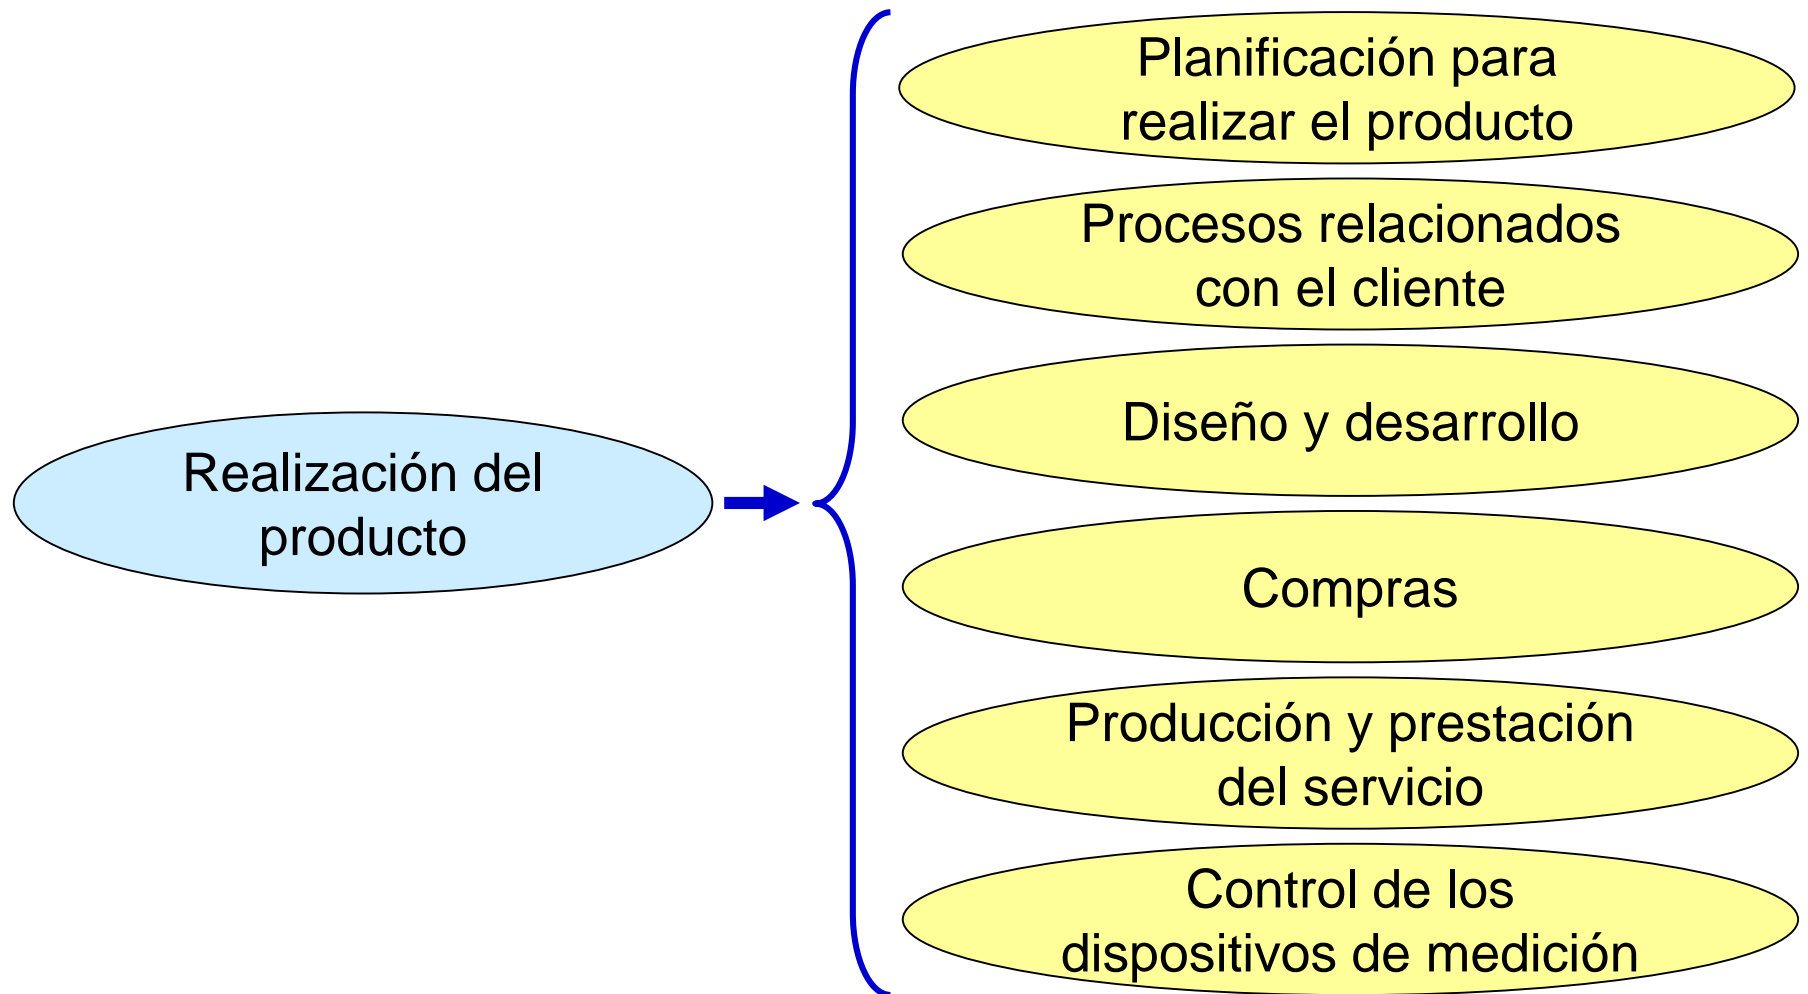 Realización del
producto
Planificación para
realizar el producto
Procesos relacionados
con el cliente
Diseño y desarrollo
Compras
Producción y prestación
del servicio
Control de los
dispositivos de medición